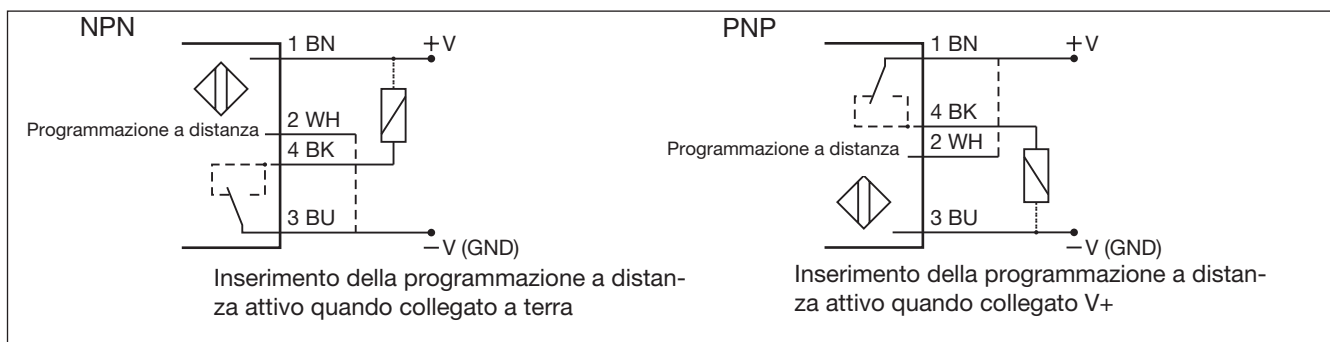 NPN
1 BN
+V
Programmazione a distanza
2 WH
4 BK
3 BU
−V (GND)
Inserimento della programmazione a distan-
za attivo quando collegato a terra
PNP
1 BN
+V
4 BK
Programmazione a distanza
2 WH
3 BU
−V (GND)
Inserimento della programmazione a distan-
za attivo quando collegato V+